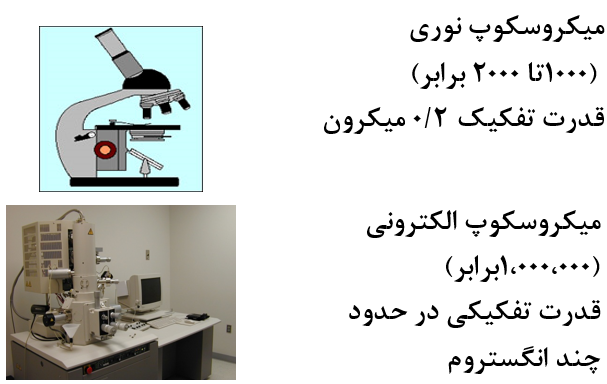 میکروسکوپ نوری
(۱۰۰۰تا ۲۰۰۰ برابر)
قدرت تفکیک ۰/۲ میکرون
میکروسکوپ الکترونی
(۱،۰۰۰،۰۰۰برابر)
قدرت تفکیکی در حدود
چند انگستروم